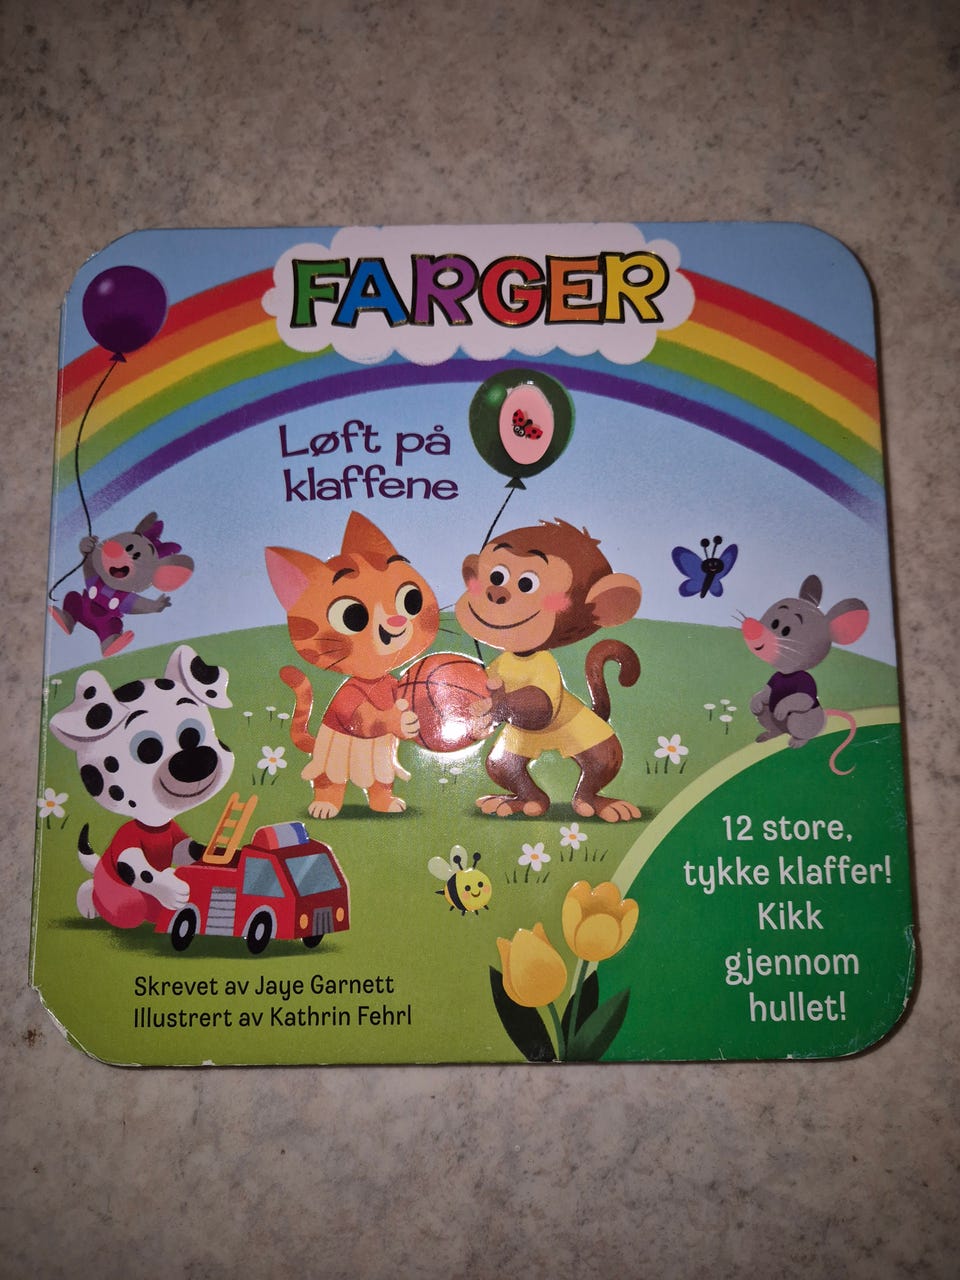 FARGER
Løft på
klaffene
12 store,
tykke klaffer!
Kikk
gjennom
hullet!
Skrevet av Jaye Garnett
Illustrert av Kathrin Fehrl